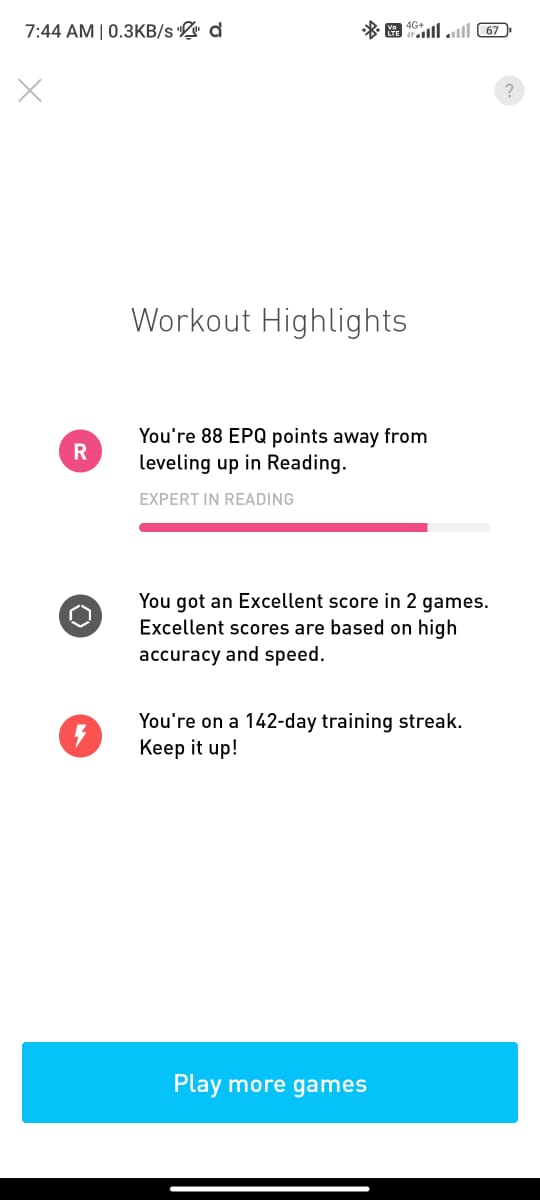 7:44 AM | 0.3KB/s d Vo LTE 4G+ 67
?
Workout Highlights
R
You're 88 EPQ points away from
leveling up in Reading.
EXPERT IN READING
You got an Excellent score in 2 games.
Excellent scores are based on high
accuracy and speed.
You're on a 142-day training streak.
Keep it up!
Play more games